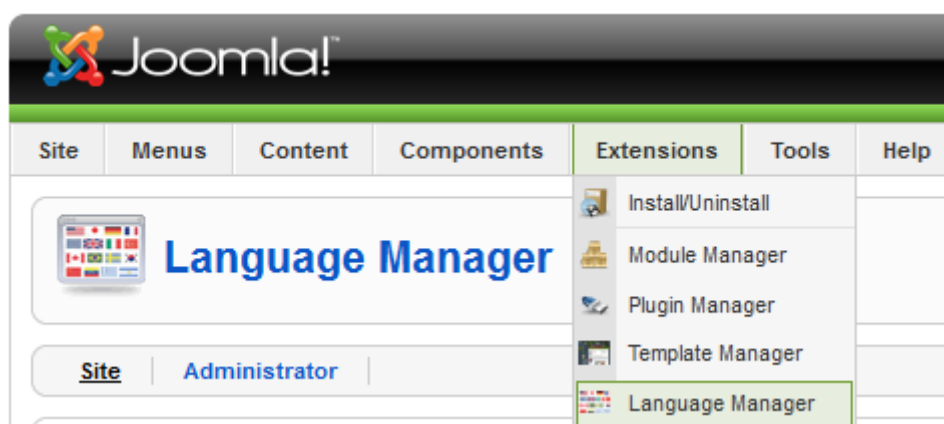 Joomla!™
Site Menus Content Components Extensions Tools Help
Install/Uninstall
Language Manager
Module Manager
Plugin Manager
Template Manager
Site Administrator
Language Manager